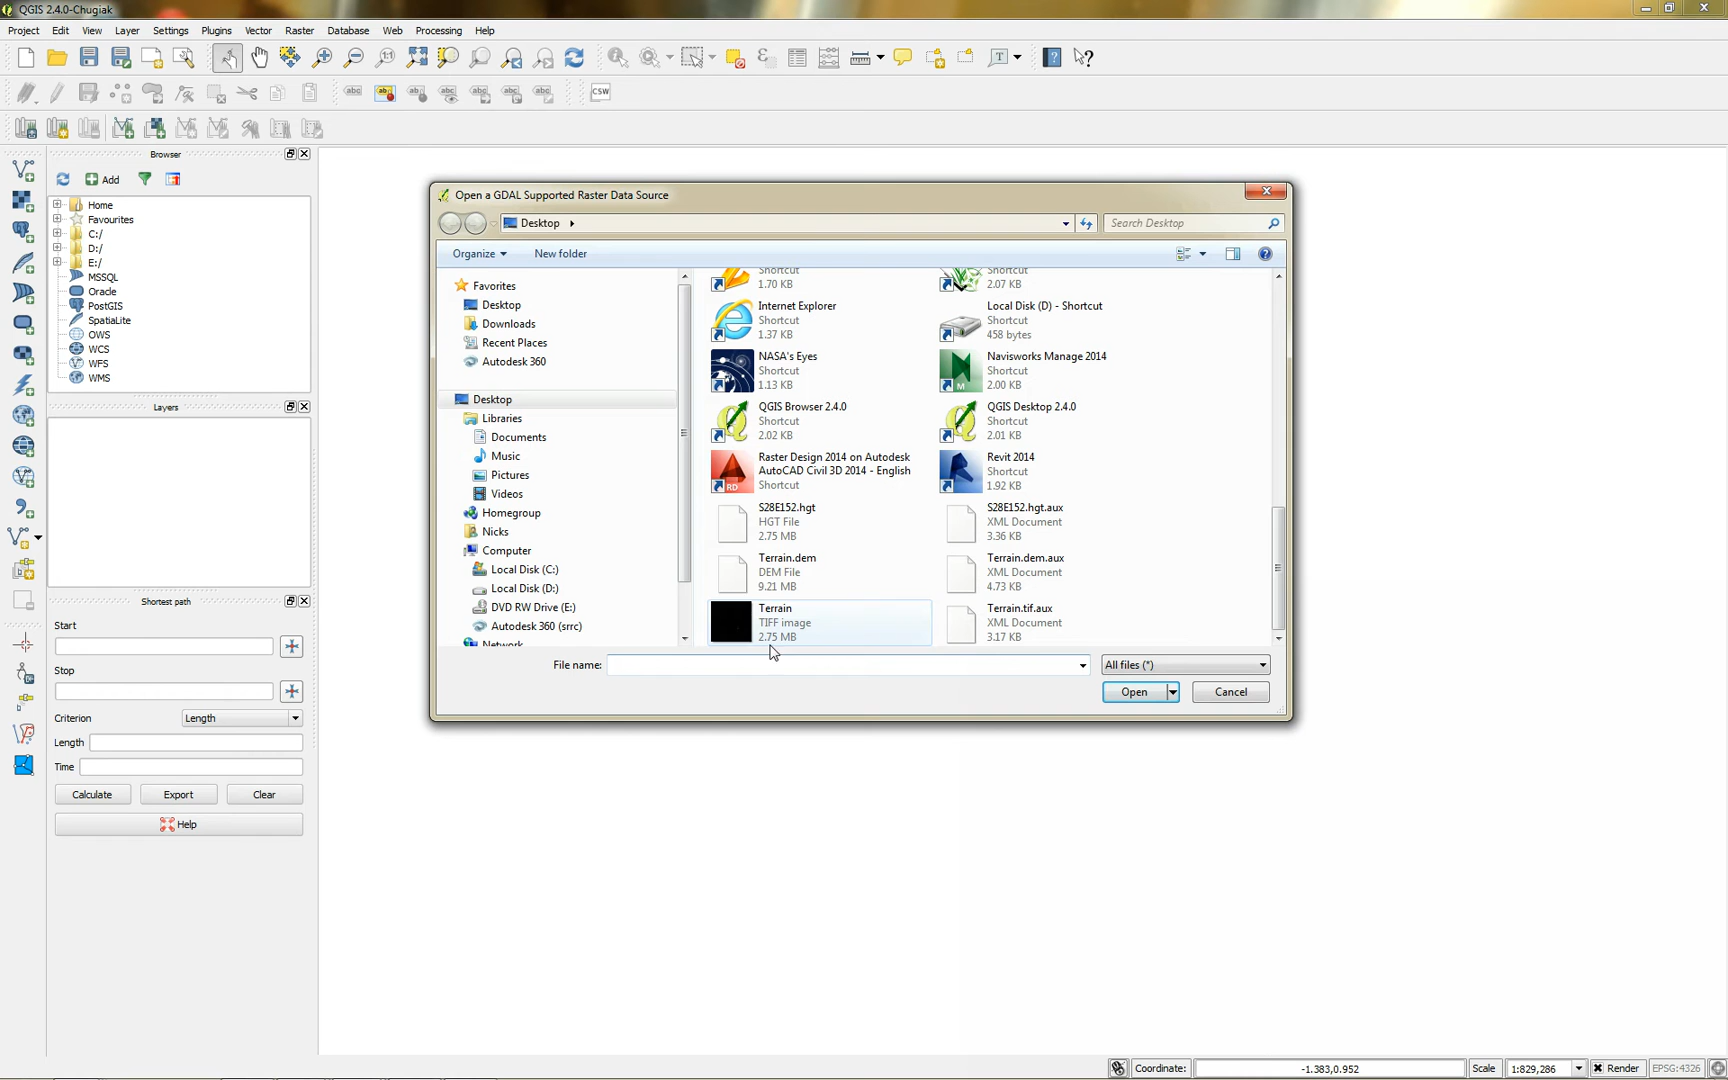 QGIS 2.4.0-Chugiak
Project Edit View Layer Settings Plugins Vector Raster Database Web Processing Help
abc abc abc abc abc abc abc CSW
Browser
Add
Home
Favourites
C:/
D:/
E:/
MSSQL
Oracle
PostGIS
SpatiaLite
OWS
WCS
WFS
WMS
Layers
Shortest path
Start
Stop
Criterion Length
Length
Time
Calculate Export Clear
Help
Open a GDAL Supported Raster Data Source
Desktop
Search Desktop
Organize New folder
Favorites
Desktop
Downloads
Recent Places
Autodesk 360
Desktop
Libraries
Documents
Music
Pictures
Videos
Homegroup
Nicks
Computer
Local Disk (C:)
Local Disk (D:)
DVD RW Drive (E:)
Autodesk 360 (srrc)
Network
Shortcut
1.70 KB
Shortcut
2.07 KB
Internet Explorer
Shortcut
1.37 KB
Local Disk (D) - Shortcut
Shortcut
458 bytes
NASA's Eyes
Shortcut
1.13 KB
Navisworks Manage 2014
Shortcut
2.00 KB
QGIS Browser 2.4.0
Shortcut
2.02 KB
QGIS Desktop 2.4.0
Shortcut
2.01 KB
Raster Design 2014 on Autodesk
AutoCAD Civil 3D 2014 - English
Shortcut
Revit 2014
Shortcut
1.92 KB
S28E152.hgt
HGT File
2.75 MB
S28E152.hgt.aux
XML Document
3.36 KB
Terrain.dem
DEM File
9.21 MB
Terrain.dem.aux
XML Document
4.73 KB
Terrain
TIFF image
2.75 MB
Terrain.tif.aux
XML Document
3.17 KB
File name:
All files (*)
Open Cancel
Coordinate: -1.383,0.952 Scale 1:829,286 Render EPSG:4326